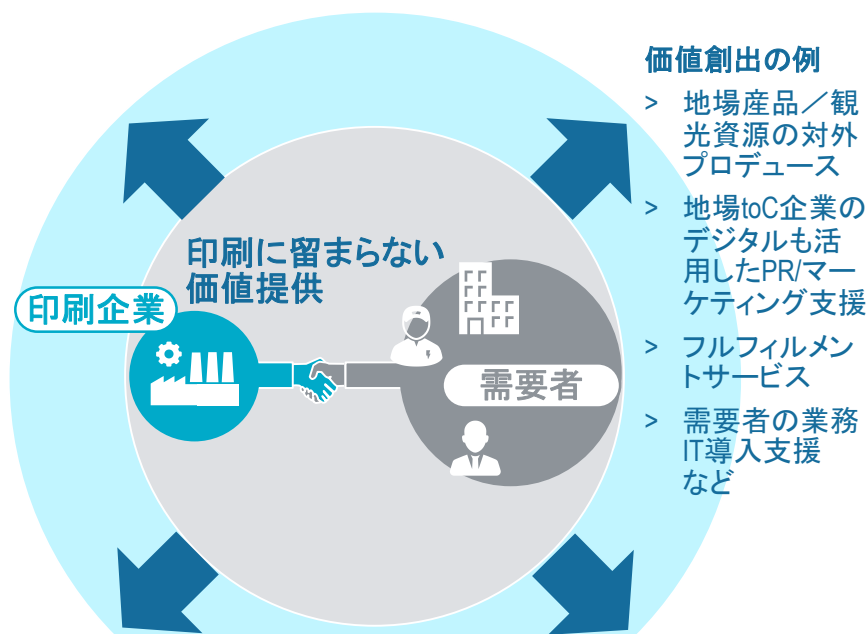 価値創出の例
> 地場産品／観
光資源の対外
プロデュース
> 地場toC企業の
デジタルも活
用したPR/マー
ケティング支援
> フルフィルメン
トサービス
> 需要者の業務
IT導入支援
など
印刷に留まらない
価値提供
印刷企業
需要者